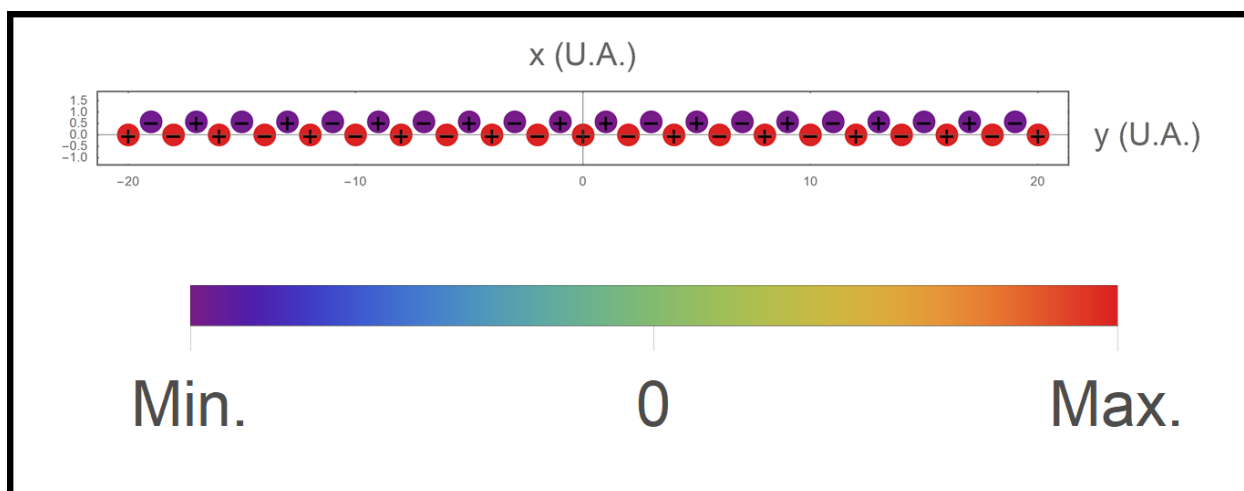 x (U.A.)
1.5
1.0
0.5
0.0
−0.5
−1.0
− + − + − + − + − − + − + − + − + − + −
+ − + − + − + − + − + − + − + − + − + − +
y (U.A.)
−20 −10 0 10 20
Min. 0 Max.